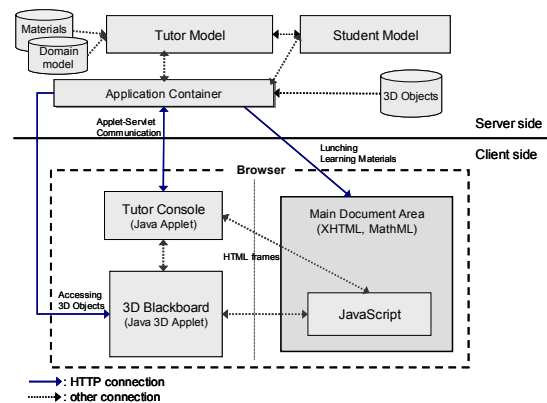 Materials
Domain
model
Tutor Model
Student Model
Application Container
3D Objects
Applet-Servlet
Communication
Lunching
Learning Materials
Server side
Client side
Browser
Tutor Console
(Java Applet)
Main Document Area
(XHTML, MathML)
HTML frames
Accessing
3D Objects
3D Blackboard
(Java 3D Applet)
JavaScript
: HTTP connection
: other connection